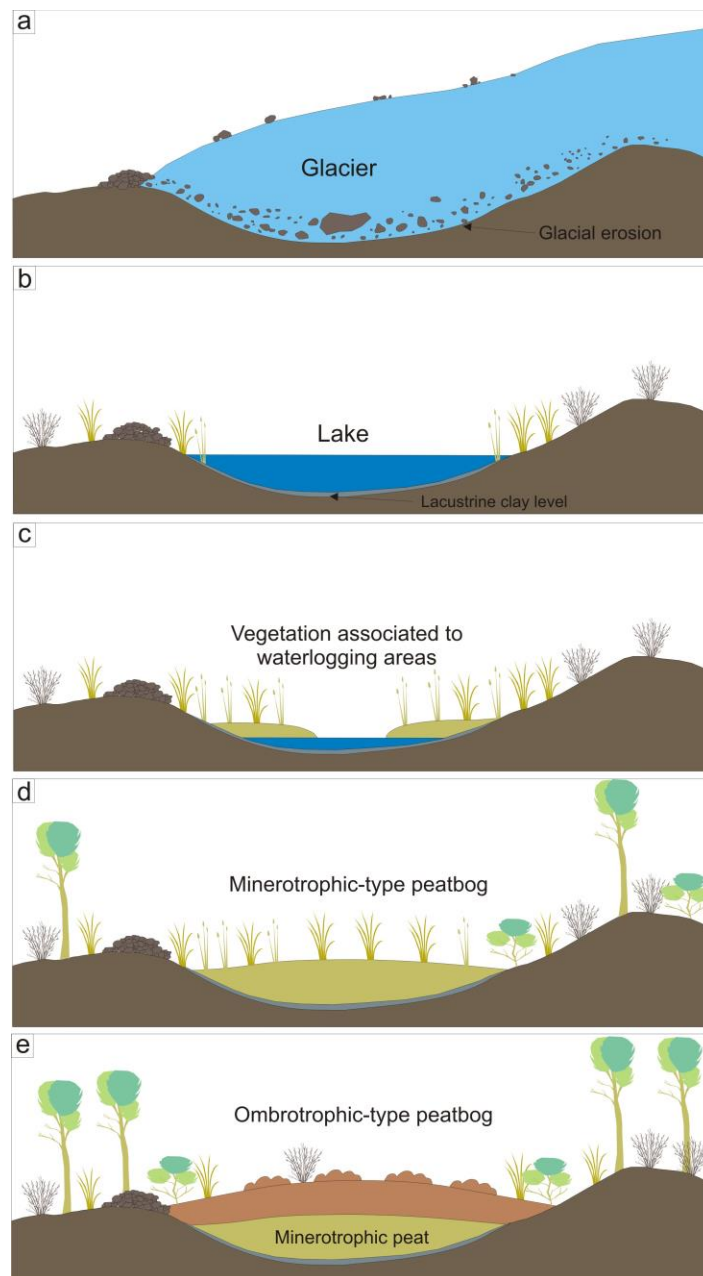 a
Glacier
Glacial erosion
b
Lake
Lacustrine clay level
c
Vegetation associated to
waterlogging areas
d
Minerotrophic-type peatbog
e
Ombrotrophic-type peatbog
Minerotrophic peat